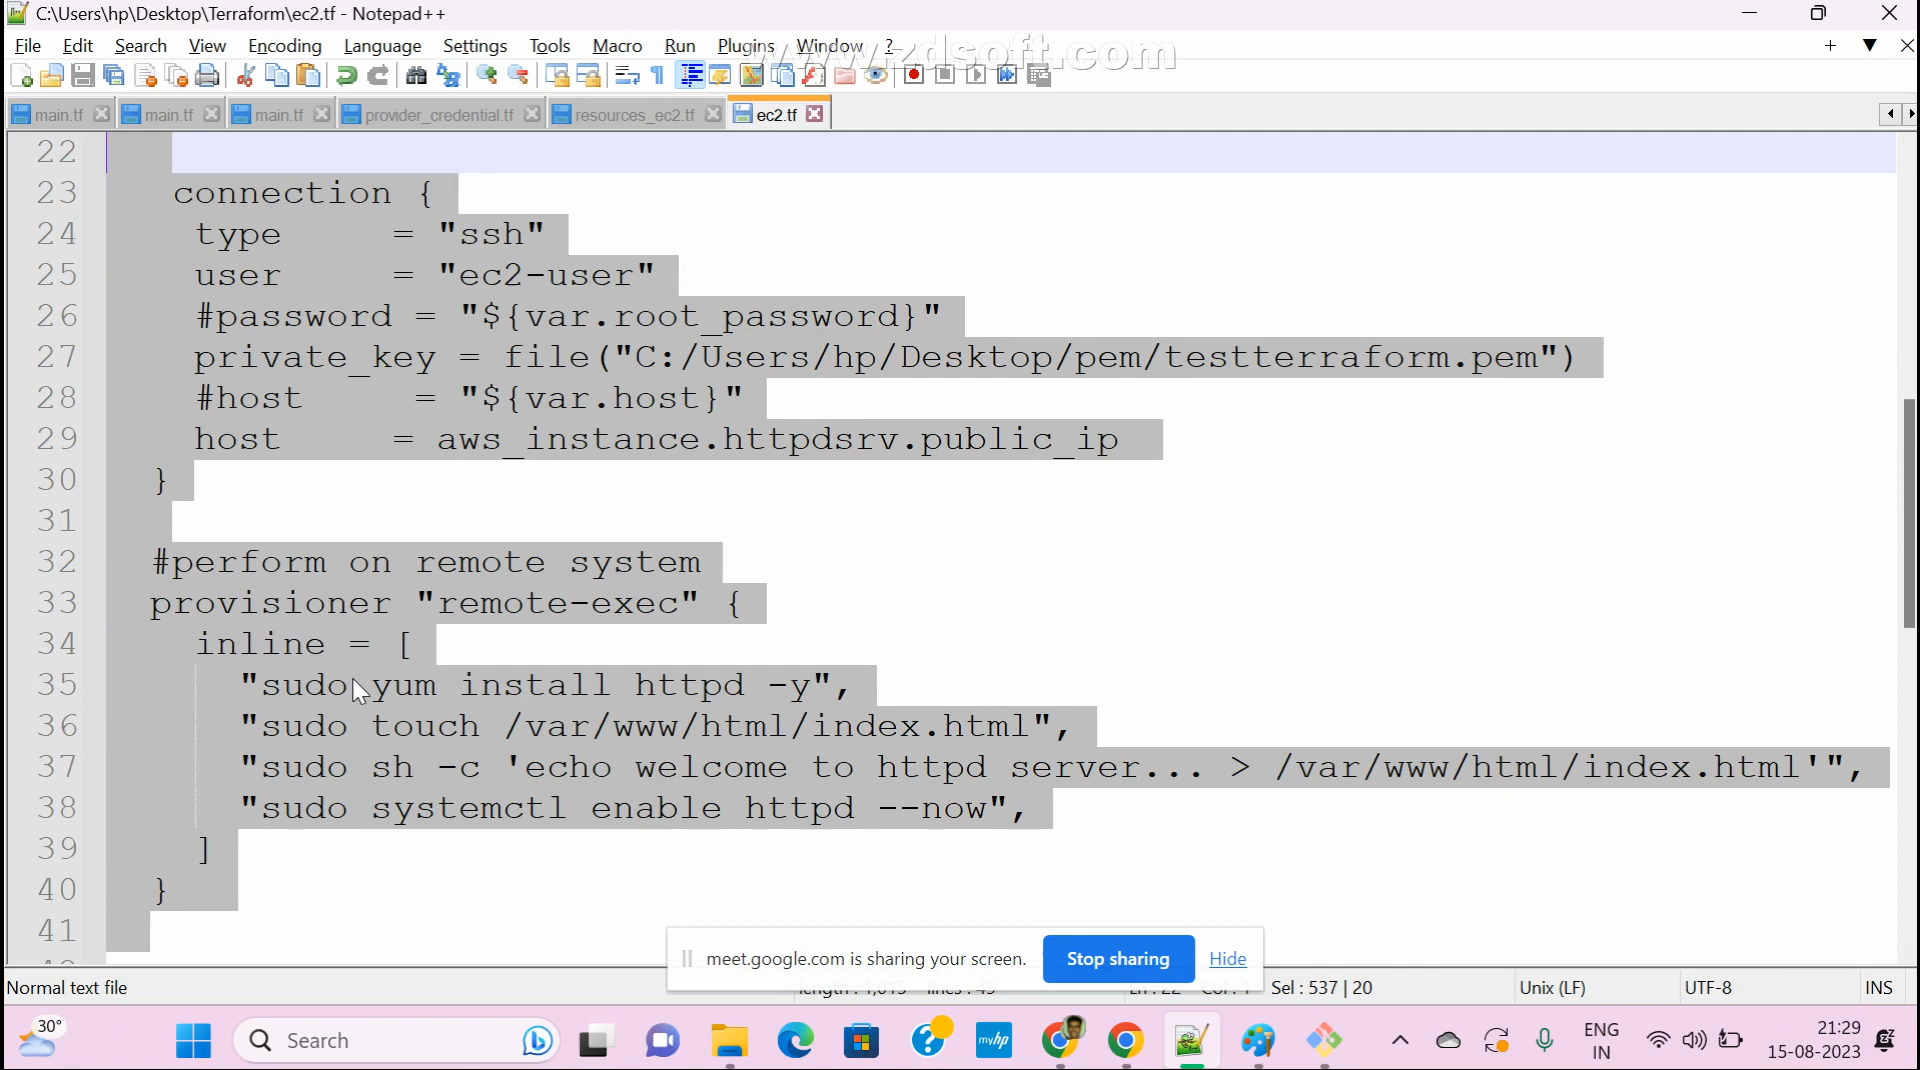 C:\Users\hp\Desktop\Terraform\ec2.tf - Notepad++
File Edit Search View Encoding Language Settings Tools Macro Run Plugins Window ?
www.zdsoft.com
main.tf main.tf main.tf provider_credential.tf resources_ec2.tf ec2.tf
22
23 connection {
24 type = "ssh"
25 user = "ec2-user"
26 #password = "${var.root_password}"
27 private_key = file("C:/Users/hp/Desktop/pem/testterraform.pem")
28 #host = "${var.host}"
29 host = aws_instance.httpdsrv.public_ip
30 }
31
32 #perform on remote system
33 provisioner "remote-exec" {
34 inline = [
35 "sudo yum install httpd -y",
36 "sudo touch /var/www/html/index.html",
37 "sudo sh -c 'echo welcome to httpd server... > /var/www/html/index.html'",
38 "sudo systemctl enable httpd --now",
39 ]
40 }
41
meet.google.com is sharing your screen. Stop sharing Hide
Normal text file Sel : 537 | 20 Unix (LF) UTF-8 INS
30° Search myhp ENG 21:29
IN 15-08-2023